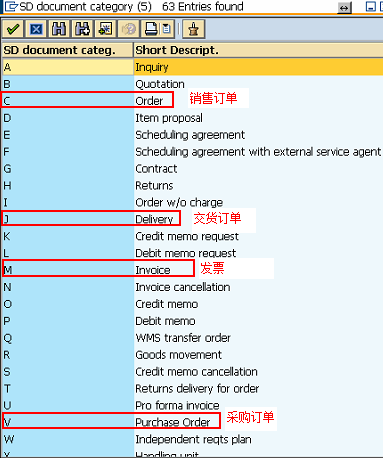 SD document category (5) 63 Entries found
SD document categ. Short Descript.
A Inquiry
B Quotation
C Order 销售订单
D Item proposal
E Scheduling agreement
F Scheduling agreement with external service agent
G Contract
H Returns
I Order w/o charge
J Delivery 交货订单
K Credit memo request
L Debit memo request
M Invoice 发票
N Invoice cancellation
O Credit memo
P Debit memo
Q WMS transfer order
R Goods movement
S Credit memo cancellation
T Returns delivery for order
U Pro forma invoice
V Purchase Order 采购订单
W Independent reqts plan
X Handling unit